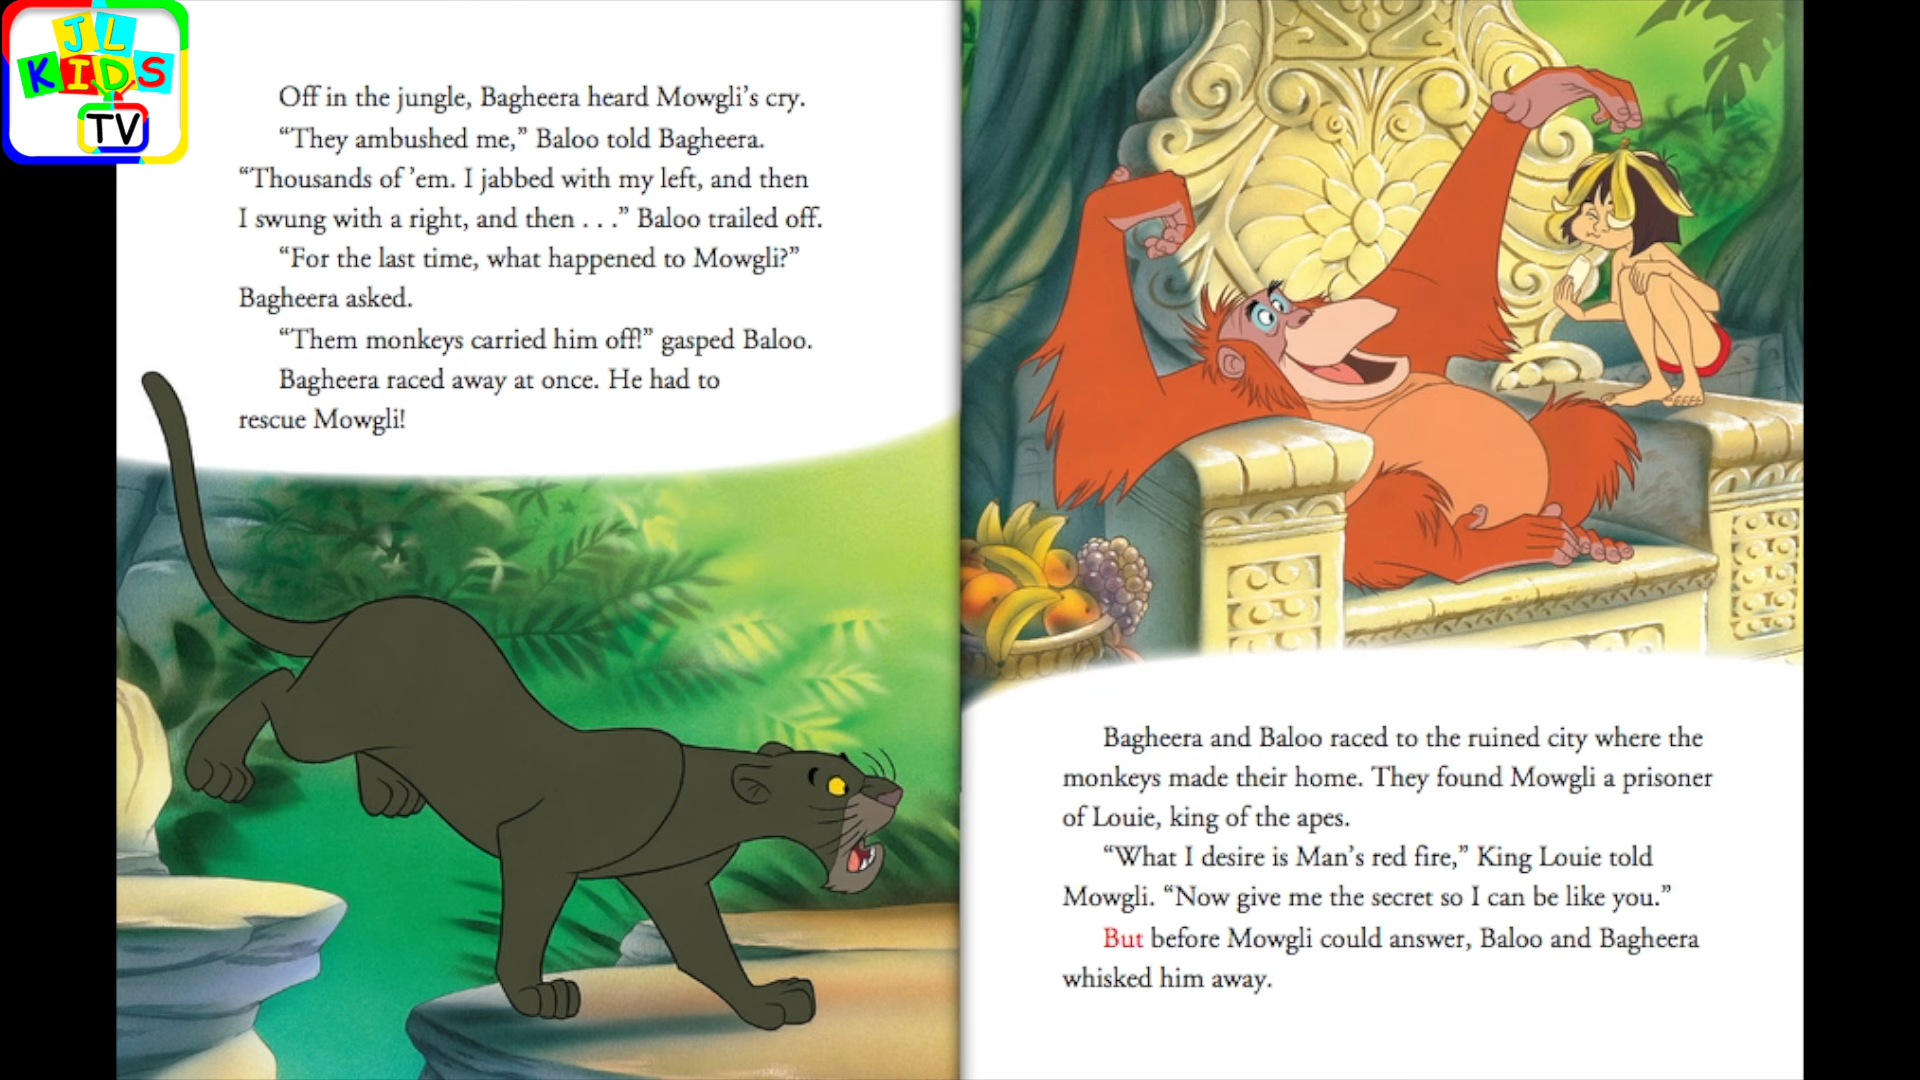 JL
KIDS
TV
Off in the jungle, Bagheera heard Mowgli’s cry.
“They ambushed me,” Baloo told Bagheera.
“Thousands of ’em. I jabbed with my left, and then
I swung with a right, and then . . .” Baloo trailed off.
“For the last time, what happened to Mowgli?”
Bagheera asked.
“Them monkeys carried him off!” gasped Baloo.
Bagheera raced away at once. He had to
rescue Mowgli!
Bagheera and Baloo raced to the ruined city where the
monkeys made their home. They found Mowgli a prisoner
of Louie, king of the apes.
“What I desire is Man’s red fire,” King Louie told
Mowgli. “Now give me the secret so I can be like you.”
But before Mowgli could answer, Baloo and Bagheera
whisked him away.